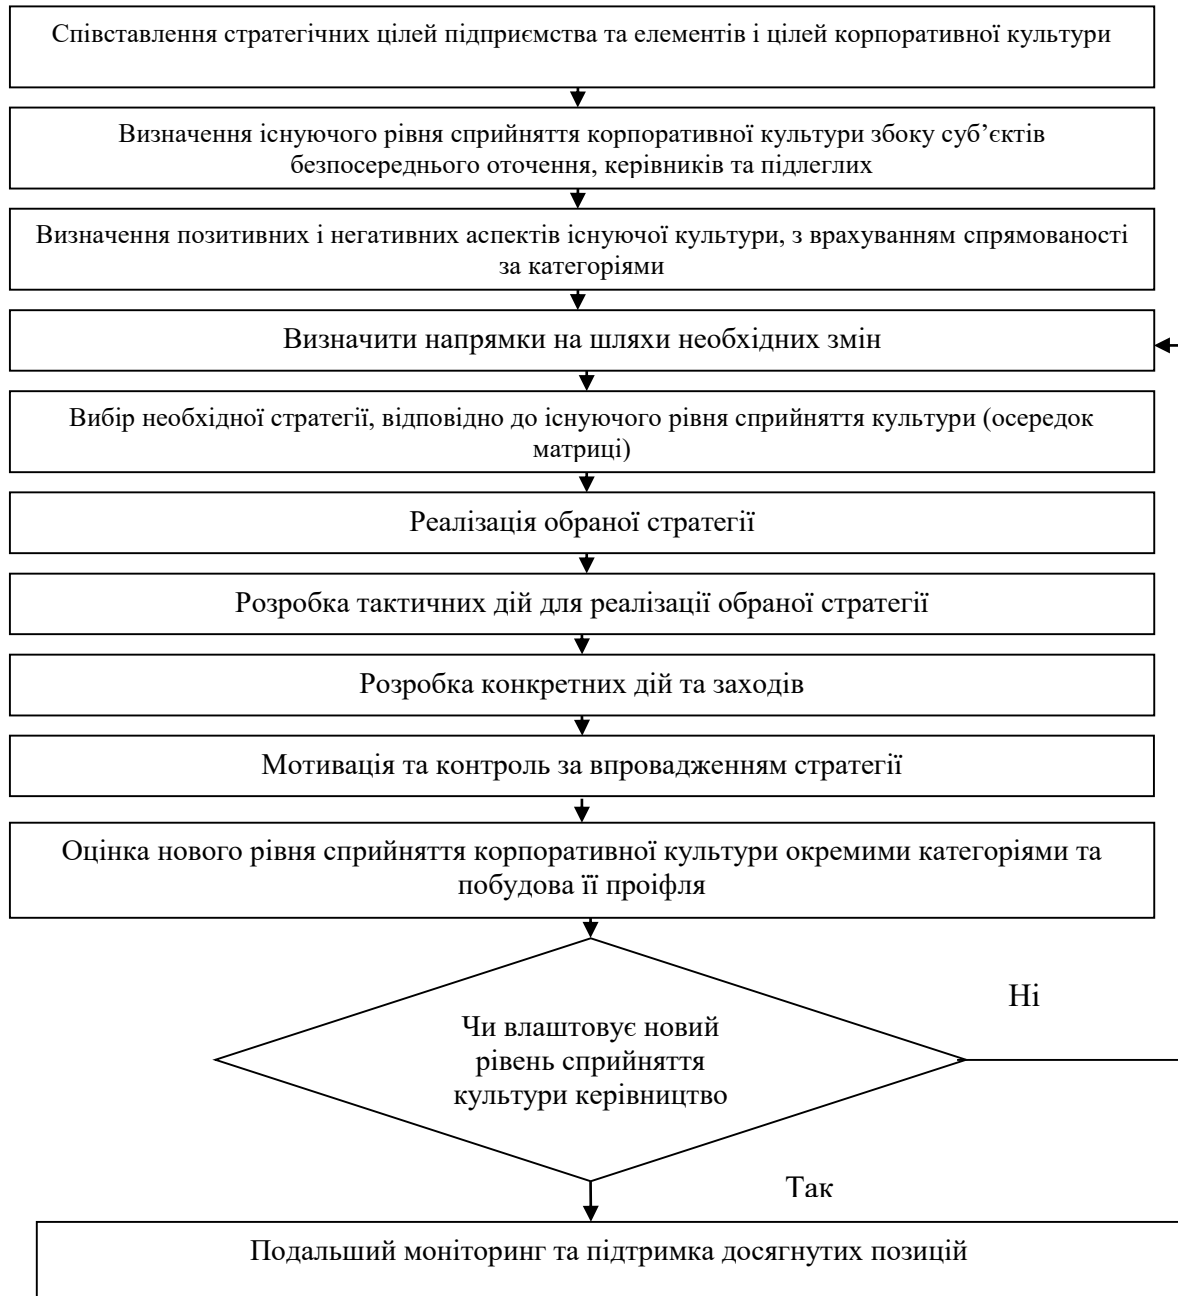 Співставлення стратегічних цілей підприємства та елементів і цілей корпоративної культури
Визначення існуючого рівня сприйняття корпоративної культури збоку суб’єктів
безпосереднього оточення, керівників та підлеглих
Визначення позитивних і негативних аспектів існуючої культури, з врахуванням спрямованості
за категоріями
Визначити напрямки на шляхи необхідних змін
Вибір необхідної стратегії, відповідно до існуючого рівня сприйняття культури (осередок
матриці)
Реалізація обраної стратегії
Розробка тактичних дій для реалізації обраної стратегії
Розробка конкретних дій та заходів
Мотивація та контроль за впровадженням стратегії
Оцінка нового рівня сприйняття корпоративної культури окремими категоріями та
побудова її проіфля
Ні
Чи влаштовує новий
рівень сприйняття
культури керівництво
Так
Подальший моніторинг та підтримка досягнутих позицій